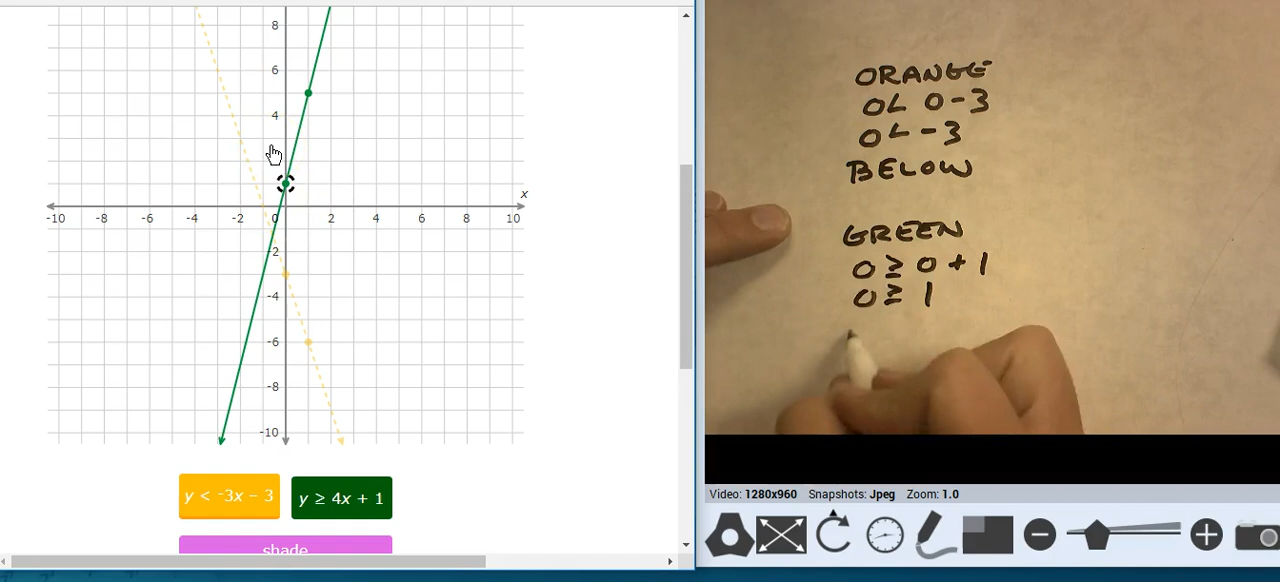 8
6
4
x
-10 -8 -6 -4 -2 0 2 4 6 8 10
-2
-4
-6
-8
-10
y < -3x - 3
y ≥ 4x + 1
shade
ORANGE
0< 0-3
0< -3
BELOW
GREEN
0 ≥ 0 + 1
0 ≥ 1
Video: 1280x960 Snapshots: Jpeg Zoom: 1.0